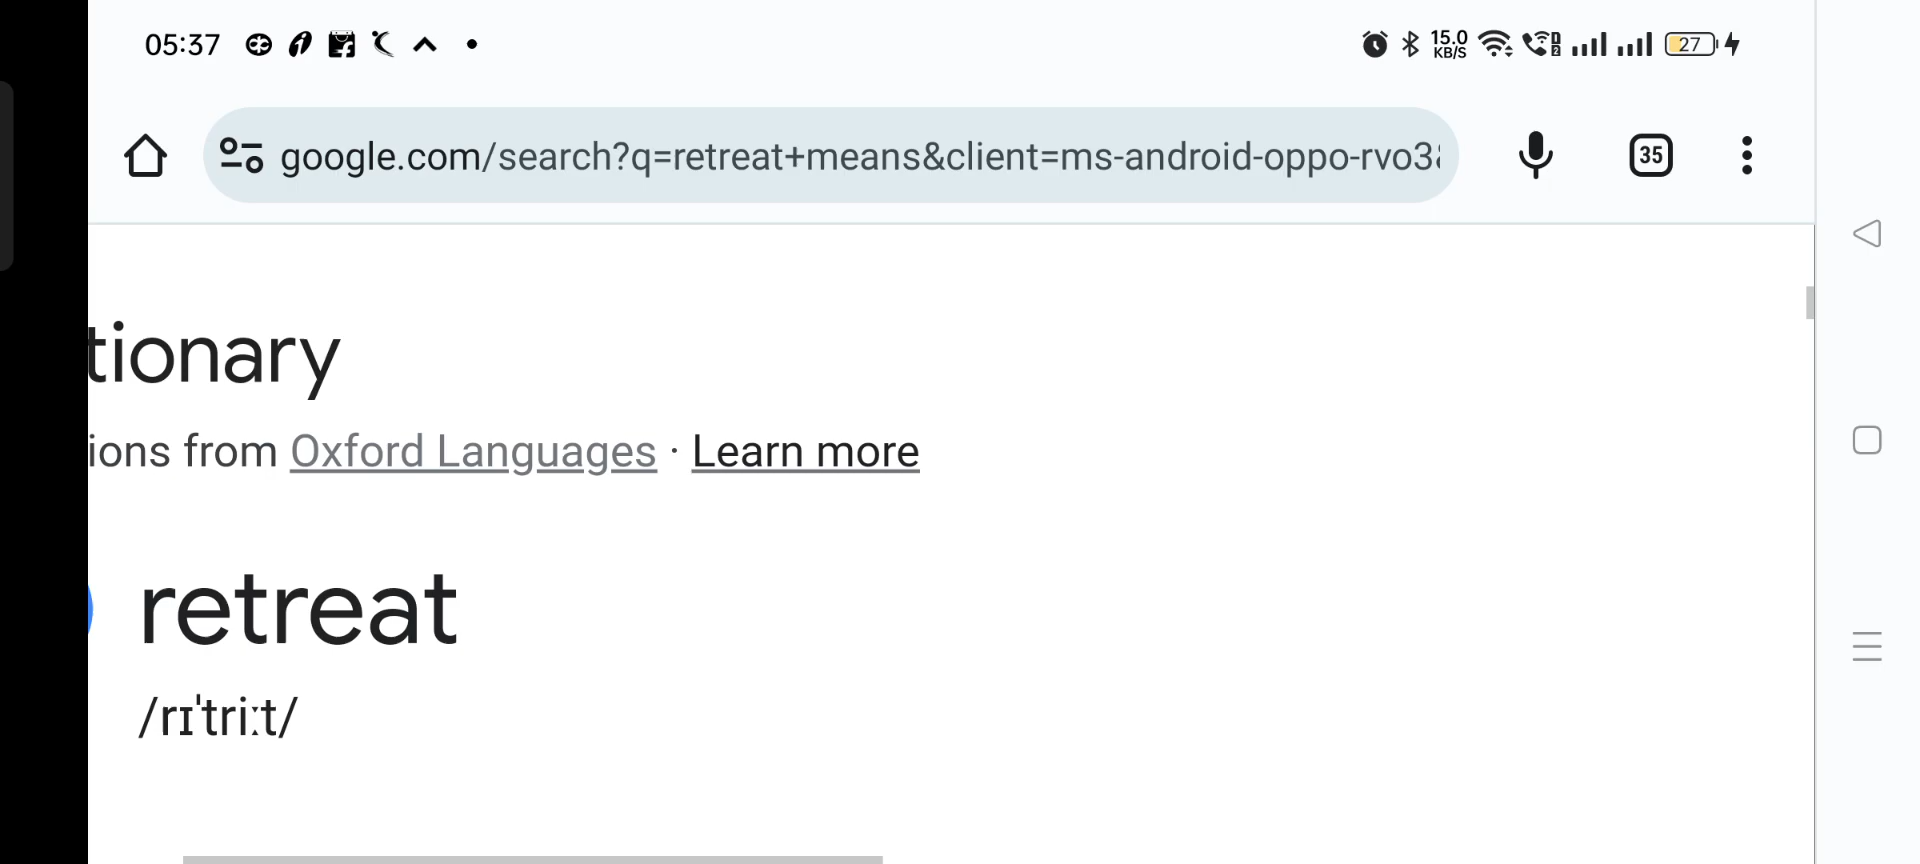 05:37
15.0
KB/S
27
google.com/search?q=retreat+means&client=ms-android-oppo-rvo3
35
tionary
ions from Oxford Languages · Learn more
retreat
/rɪˈtriːt/